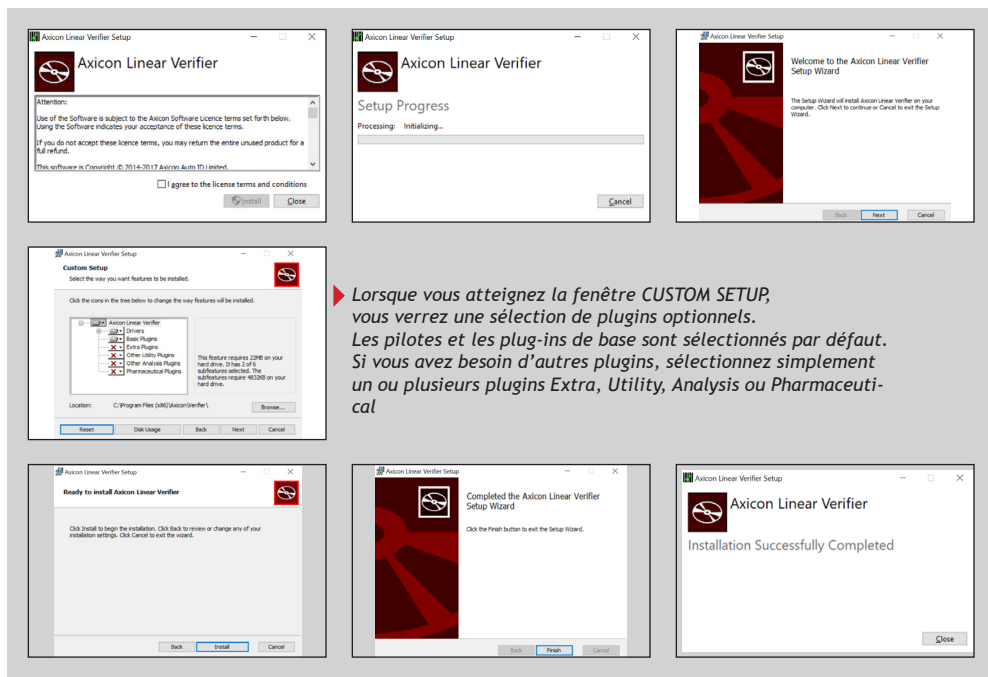 Axicon Linear Verifier Setup
Axicon Linear Verifier
Attention:
Use of the Software is subject to the Axicon Software Licence terms set forth below.
Using the Software indicates your acceptance of these licence terms.
If you do not accept these licence terms, you may return the entire unused product for a
full refund.
This software is Copyright © 2014-2017 Axicon Auto ID Limited.
I agree to the license terms and conditions
Install
Close
Axicon Linear Verifier Setup
Axicon Linear Verifier
Setup Progress
Processing: Initializing...
Cancel
Axicon Linear Verifier Setup
Welcome to the Axicon Linear Verifier
Setup Wizard
The Setup Wizard will install Axicon Linear Verifier on your
computer. Click Next to continue or Cancel to exit the Setup
Wizard.
Back
Next
Cancel
Axicon Linear Verifier Setup
Custom Setup
Select the way you want features to be installed.
Click the icons in the tree below to change the way features will be installed.
Axicon Linear Verifier
Drivers
Basic Plugins
Extra Plugins
Other Utility Plugins
Other Analysis Plugins
Pharmaceutical Plugins
This feature requires 22MB on your
hard drive. It has 2 of 6
subfeatures selected. The
subfeatures require 4832KB on your
hard drive.
Location: C:\Program Files (x86)\Axicon\Verifier\
Browse...
Reset
Disk Usage
Back
Next
Cancel
Lorsque vous atteignez la fenêtre CUSTOM SETUP,
vous verrez une sélection de plugins optionnels.
Les pilotes et les plug-ins de base sont sélectionnés par défaut.
Si vous avez besoin d'autres plugins, sélectionnez simplement
un ou plusieurs plugins Extra, Utility, Analysis ou Pharmaceuti-
cal
Axicon Linear Verifier Setup
Ready to install Axicon Linear Verifier
Click Install to begin the installation. Click Back to review or change any of your
installation settings. Click Cancel to exit the wizard.
Back
Install
Cancel
Axicon Linear Verifier Setup
Completed the Axicon Linear Verifier
Setup Wizard
Click the Finish button to exit the Setup Wizard.
Back
Finish
Cancel
Axicon Linear Verifier Setup
Axicon Linear Verifier
Installation Successfully Completed
Close